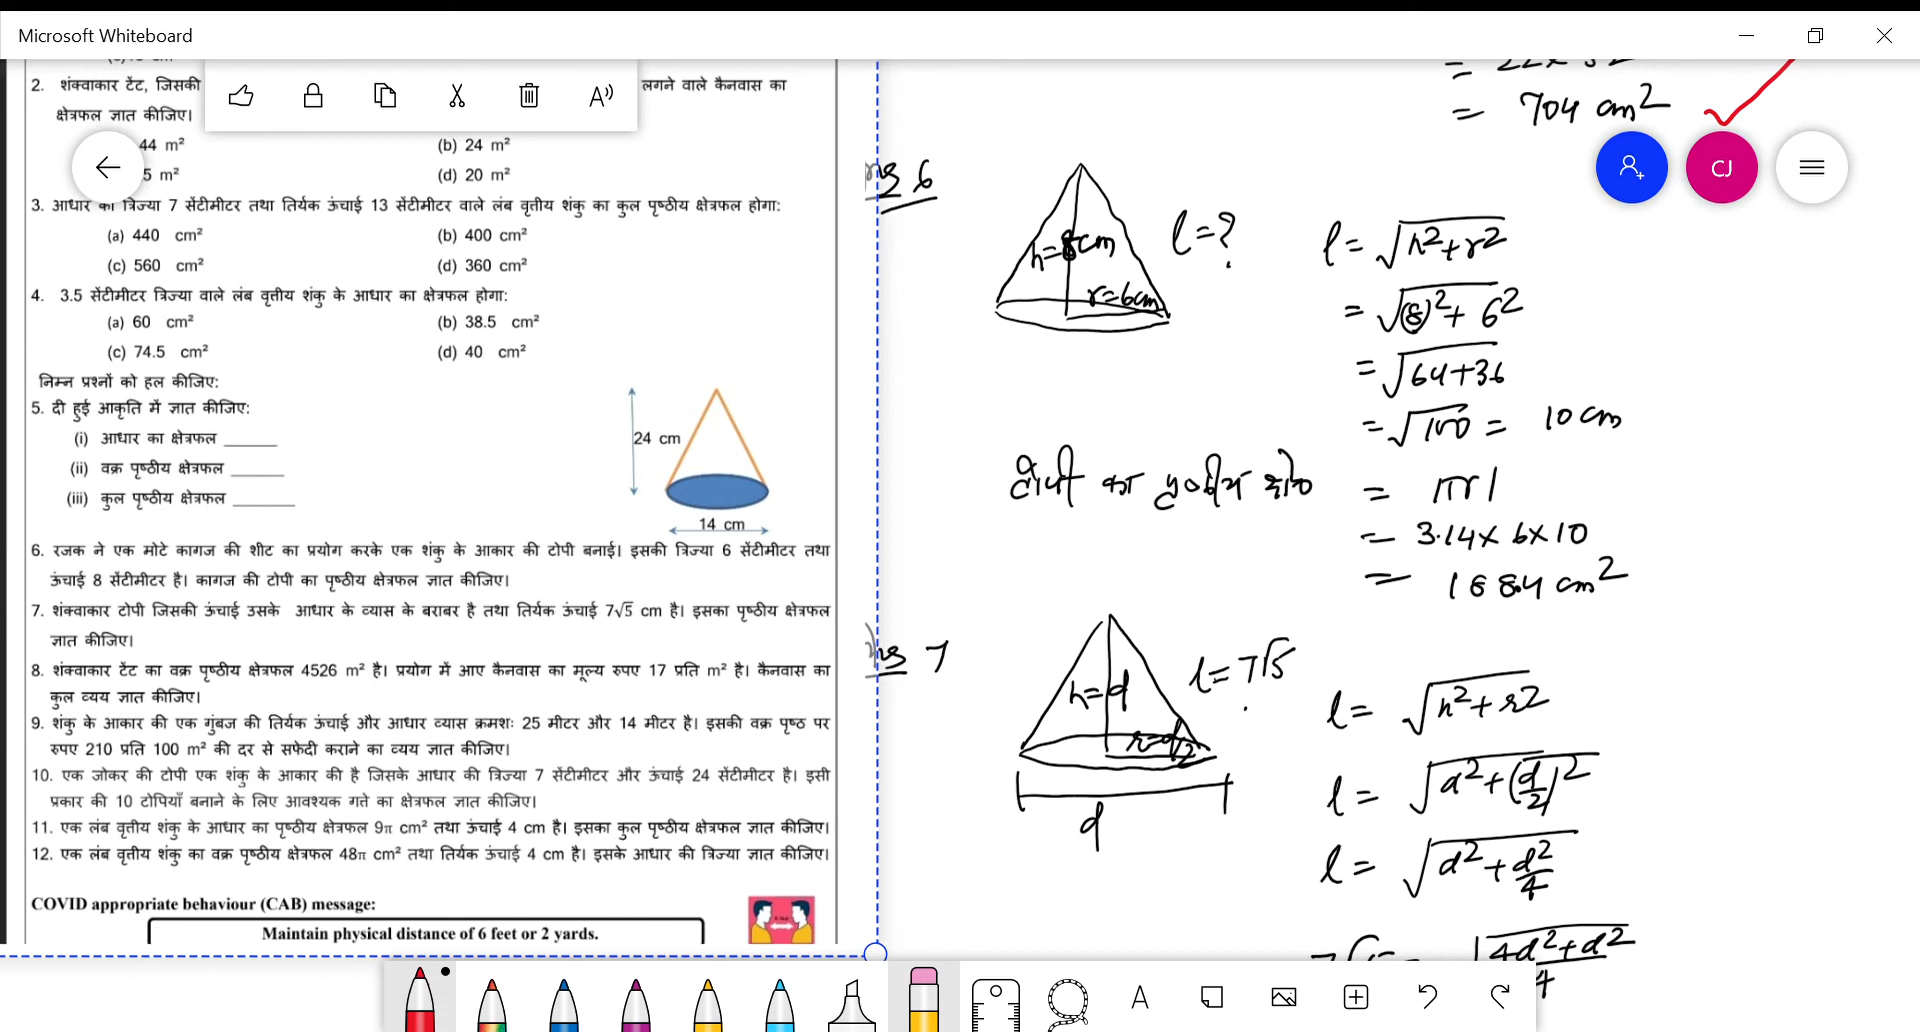 Microsoft Whiteboard
2. शंक्वाकार टेंट, जिसकी लगने वाले कैनवास का
क्षेत्रफल ज्ञात कीजिए।
44 m² (b) 24 m²
5 m² (d) 20 m²
3. आधार की त्रिज्या 7 सेंटीमीटर तथा तिर्यक ऊंचाई 13 सेंटीमीटर वाले लंब वृतीय शंकु का कुल पृष्ठीय क्षेत्रफल होगा:
(a) 440 cm² (b) 400 cm²
(c) 560 cm² (d) 360 cm²
4. 3.5 सेंटीमीटर त्रिज्या वाले लंब वृत्तीय शंकु के आधार का क्षेत्रफल होगा:
(a) 60 cm² (b) 38.5 cm²
(c) 74.5 cm² (d) 40 cm²
निम्न प्रश्नों को हल कीजिए:
5. दी हुई आकृति में ज्ञात कीजिए:
(i) आधार का क्षेत्रफल ______
(ii) वक्र पृष्ठीय क्षेत्रफल ______
(iii) कुल पृष्ठीय क्षेत्रफल _______
24 cm
14 cm
6. रजक ने एक मोटे कागज की शीट का प्रयोग करके एक शंकु के आकार की टोपी बनाई। इसकी त्रिज्या 6 सेंटीमीटर तथा
ऊंचाई 8 सेंटीमीटर है। कागज की टोपी का पृष्ठीय क्षेत्रफल ज्ञात कीजिए।
7. शंक्वाकार टोपी जिसकी ऊंचाई उसके आधार के व्यास के बराबर है तथा तिर्यक ऊंचाई 7√5 cm है। इसका पृष्ठीय क्षेत्रफल
ज्ञात कीजिए।
8. शंक्वाकार टेंट का वक्र पृष्ठीय क्षेत्रफल 4526 m² है। प्रयोग में आए कैनवास का मूल्य रुपए 17 प्रति m² है। कैनवास का
कुल व्यय ज्ञात कीजिए।
9. शंकु के आकार की एक गुंबज की तिर्यक ऊंचाई और आधार व्यास क्रमशः 25 मीटर और 14 मीटर है। इसकी वक्र पृष्ठ पर
रुपए 210 प्रति 100 m² की दर से सफेदी कराने का व्यय ज्ञात कीजिए।
10. एक जोकर की टोपी एक शंकु के आकार की है जिसके आधार की त्रिज्या 7 सेंटीमीटर और ऊंचाई 24 सेंटीमीटर है। इसी
प्रकार की 10 टोपियाँ बनाने के लिए आवश्यक गत्ते का क्षेत्रफल ज्ञात कीजिए।
11. एक लंब वृत्तीय शंकु के आधार का पृष्ठीय क्षेत्रफल 9π cm² तथा ऊंचाई 4 cm है। इसका कुल पृष्ठीय क्षेत्रफल ज्ञात कीजिए।
12. एक लंब वृत्तीय शंकु का वक्र पृष्ठीय क्षेत्रफल 48π cm² तथा तिर्यक ऊंचाई 4 cm है। इसके आधार की त्रिज्या ज्ञात कीजिए।
COVID appropriate behaviour (CAB) message:
Maintain physical distance of 6 feet or 2 yards.
= 704 cm²
CJ
6
h=8cm
r=6cm
l=?
l = √h²+r²
= √(8)²+6²
= √64+36
= √100 = 10 cm
का = πrl
= 3.14×6×10
= 188.4 cm²
7
h=d
r=d/2
l=7√5
d
l = √h²+r²
l = √d²+(d/2)²
l = √d²+d²/4
4d²+d²
4